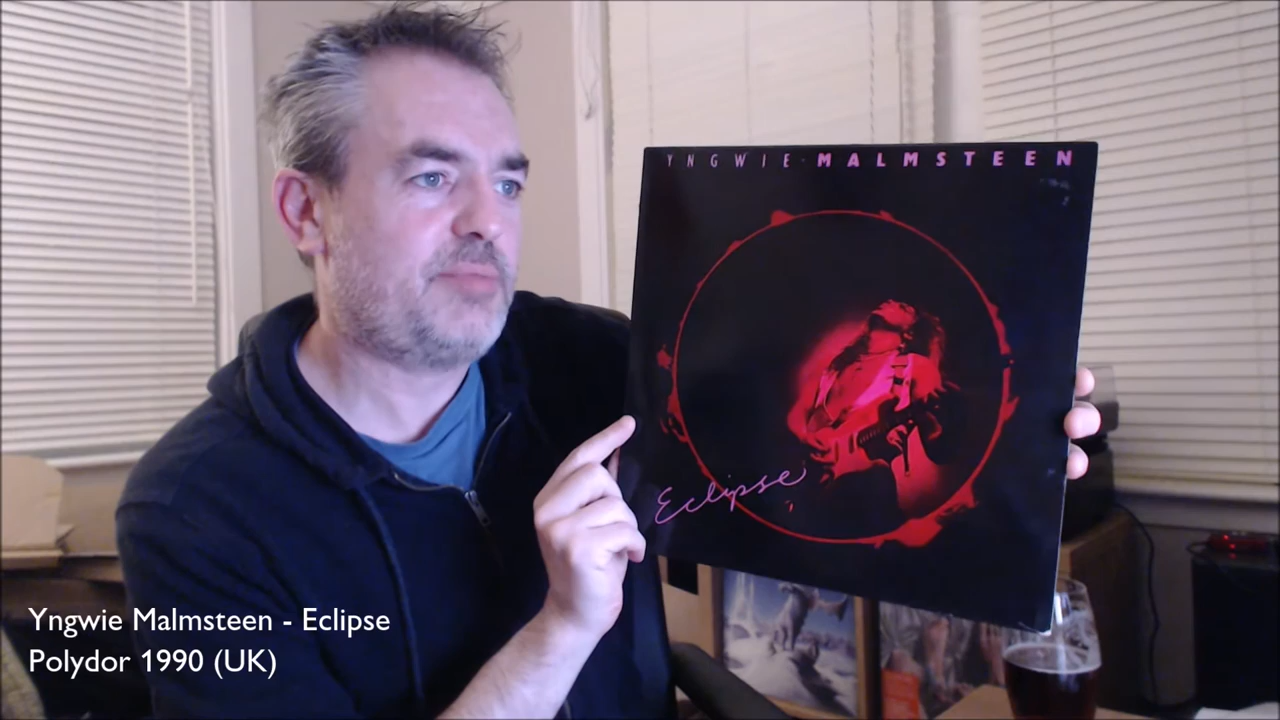 YNGWIE MALMSTEEN
Eclipse
Yngwie Malmsteen - Eclipse
Polydor 1990 (UK)